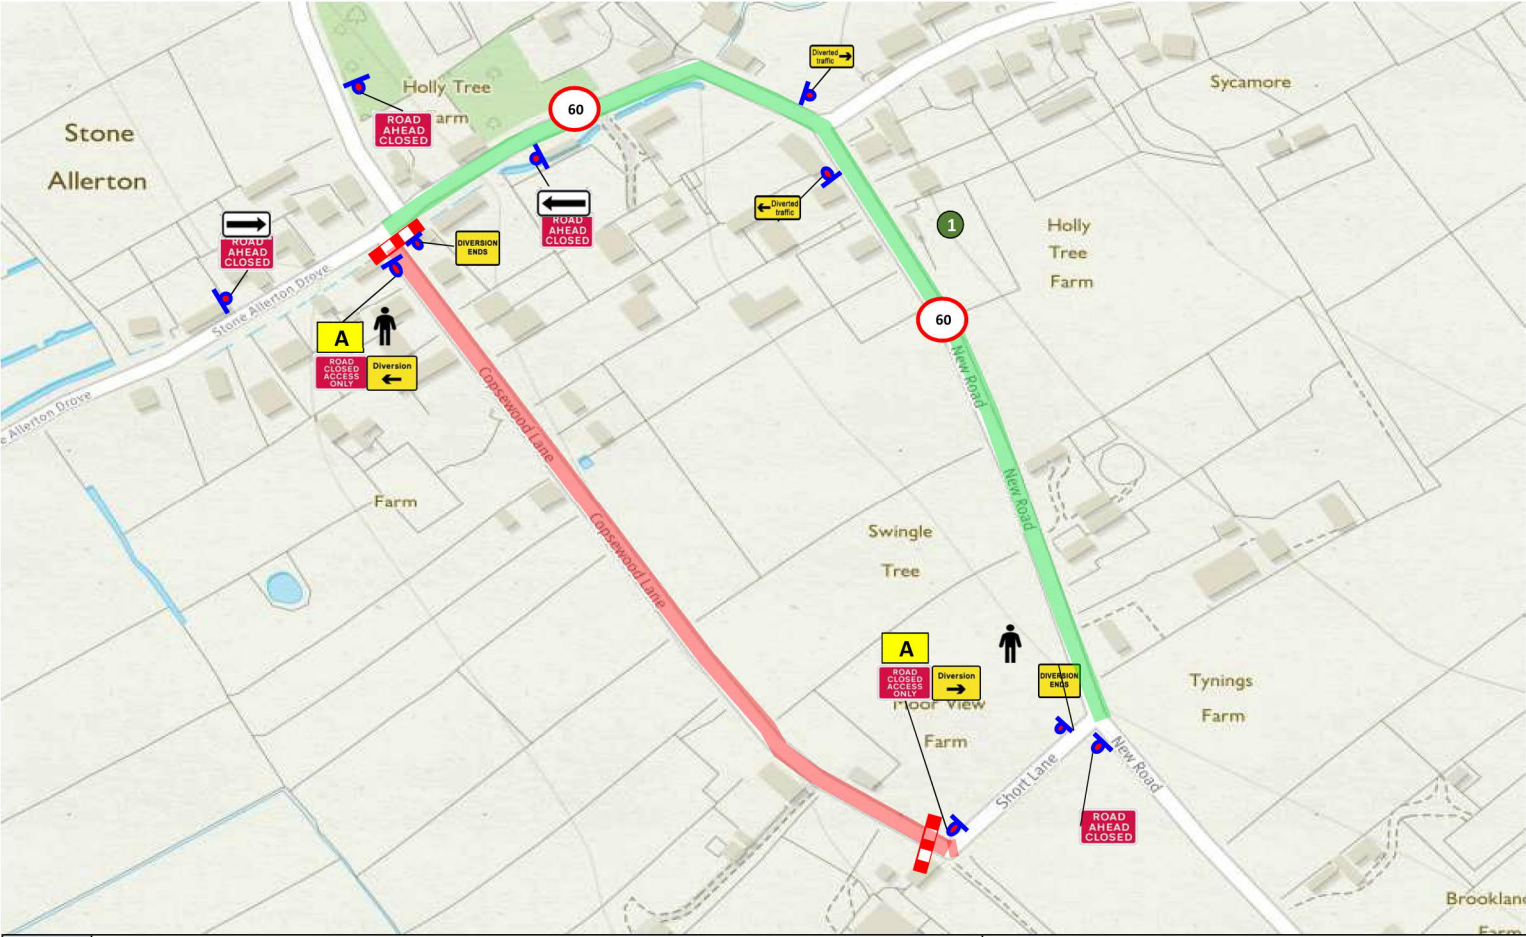 Diverted
traffic
Holly Tree
arm
60
ROAD
AHEAD
CLOSED
Sycamore
Stone
Allerton
Diverted
traffic
ROAD
AHEAD
CLOSED
1
Holly
Tree
Farm
ROAD
AHEAD
CLOSED
DIVERSION
ENDS
Stone Allerton Drove
60
A
ROAD
CLOSED
ACCESS
ONLY
Diversion
New Road
Copsewood Lane
e Allerton Drove
Farm
New Road
Swingle
Tree
Copsewood Lane
A
ROAD
CLOSED
ACCESS
ONLY
Diversion
DIVERSION
ENDS
Moor View
Farm
Tynings
Farm
Short Lane
New Road
ROAD
AHEAD
CLOSED
Brooklan
Farm